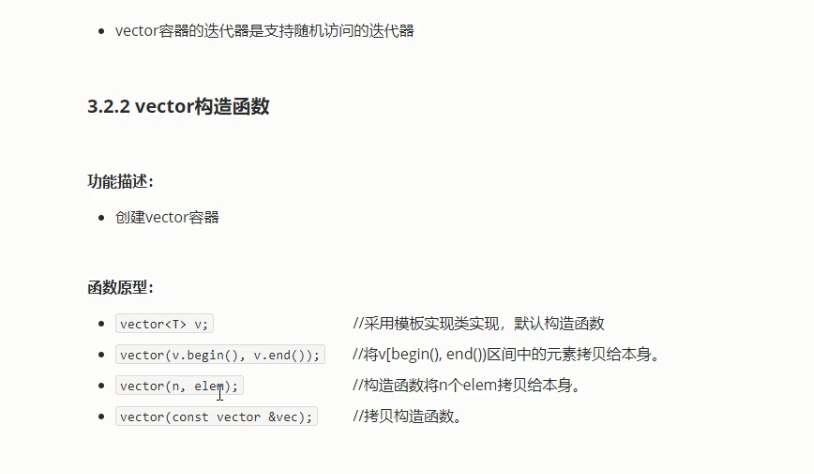 vector容器的迭代器是支持随机访问的迭代器
3.2.2 vector构造函数
功能描述：
创建vector容器
函数原型：
vector<T> v; //采用模板实现类实现，默认构造函数
vector(v.begin(), v.end()); //将v[begin(), end())区间中的元素拷贝给本身。
vector(n, elem); //构造函数将n个elem拷贝给本身。
vector(const vector &vec); //拷贝构造函数。